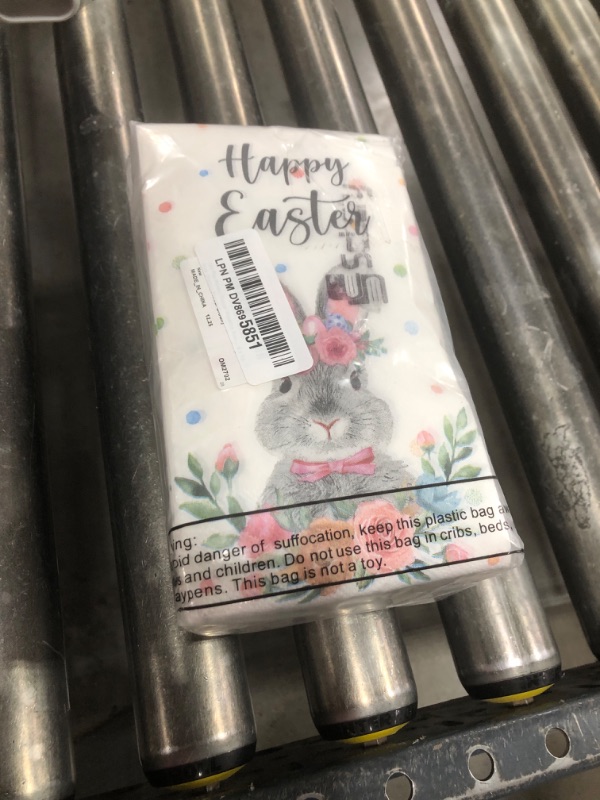 Happy
Easter
LPN PM DV8695851
MADE_IN_CHINA
ing:
oid danger of suffocation, keep this plastic bag aw
s and children. Do not use this bag in cribs, beds,
aypens. This bag is not a toy.